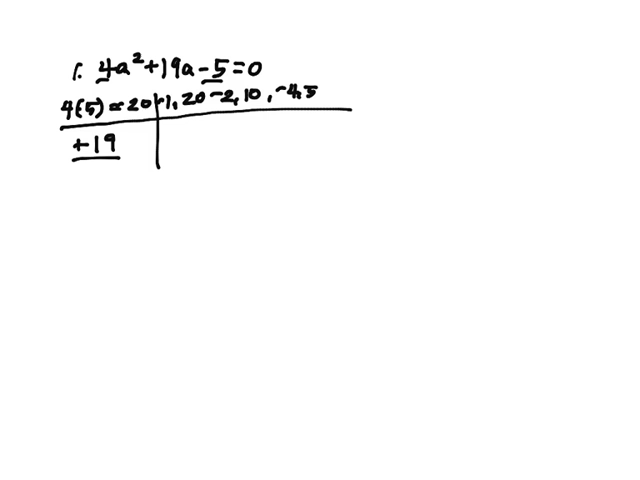 1. 4a²+19a-5=0
4(-5)=-20 -1, 20 -2, 10, -4, 5
+19